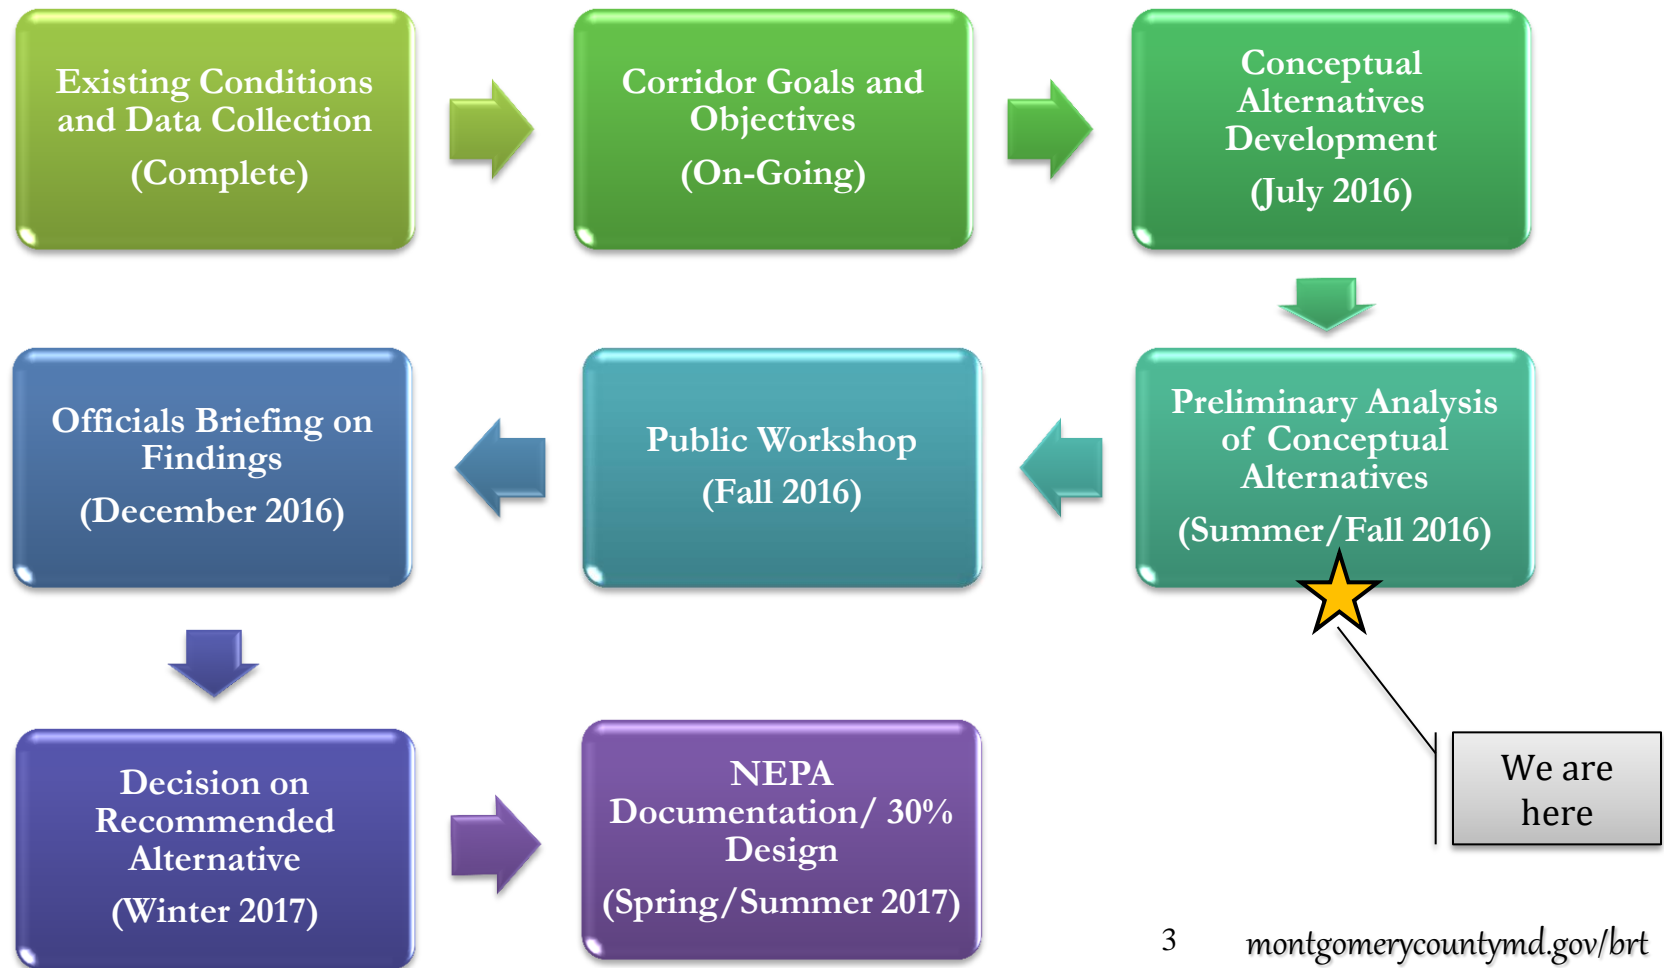 Existing Conditions
and Data Collection
(Complete)
Corridor Goals and
Objectives
(On-Going)
Conceptual
Alternatives
Development
(July 2016)
Preliminary Analysis
of Conceptual
Alternatives
(Summer/Fall 2016)
Public Workshop
(Fall 2016)
Officials Briefing on
Findings
(December 2016)
Decision on
Recommended
Alternative
(Winter 2017)
NEPA
Documentation/ 30%
Design
(Spring/Summer 2017)
We are
here
3 montgomerycountymd.gov/brt